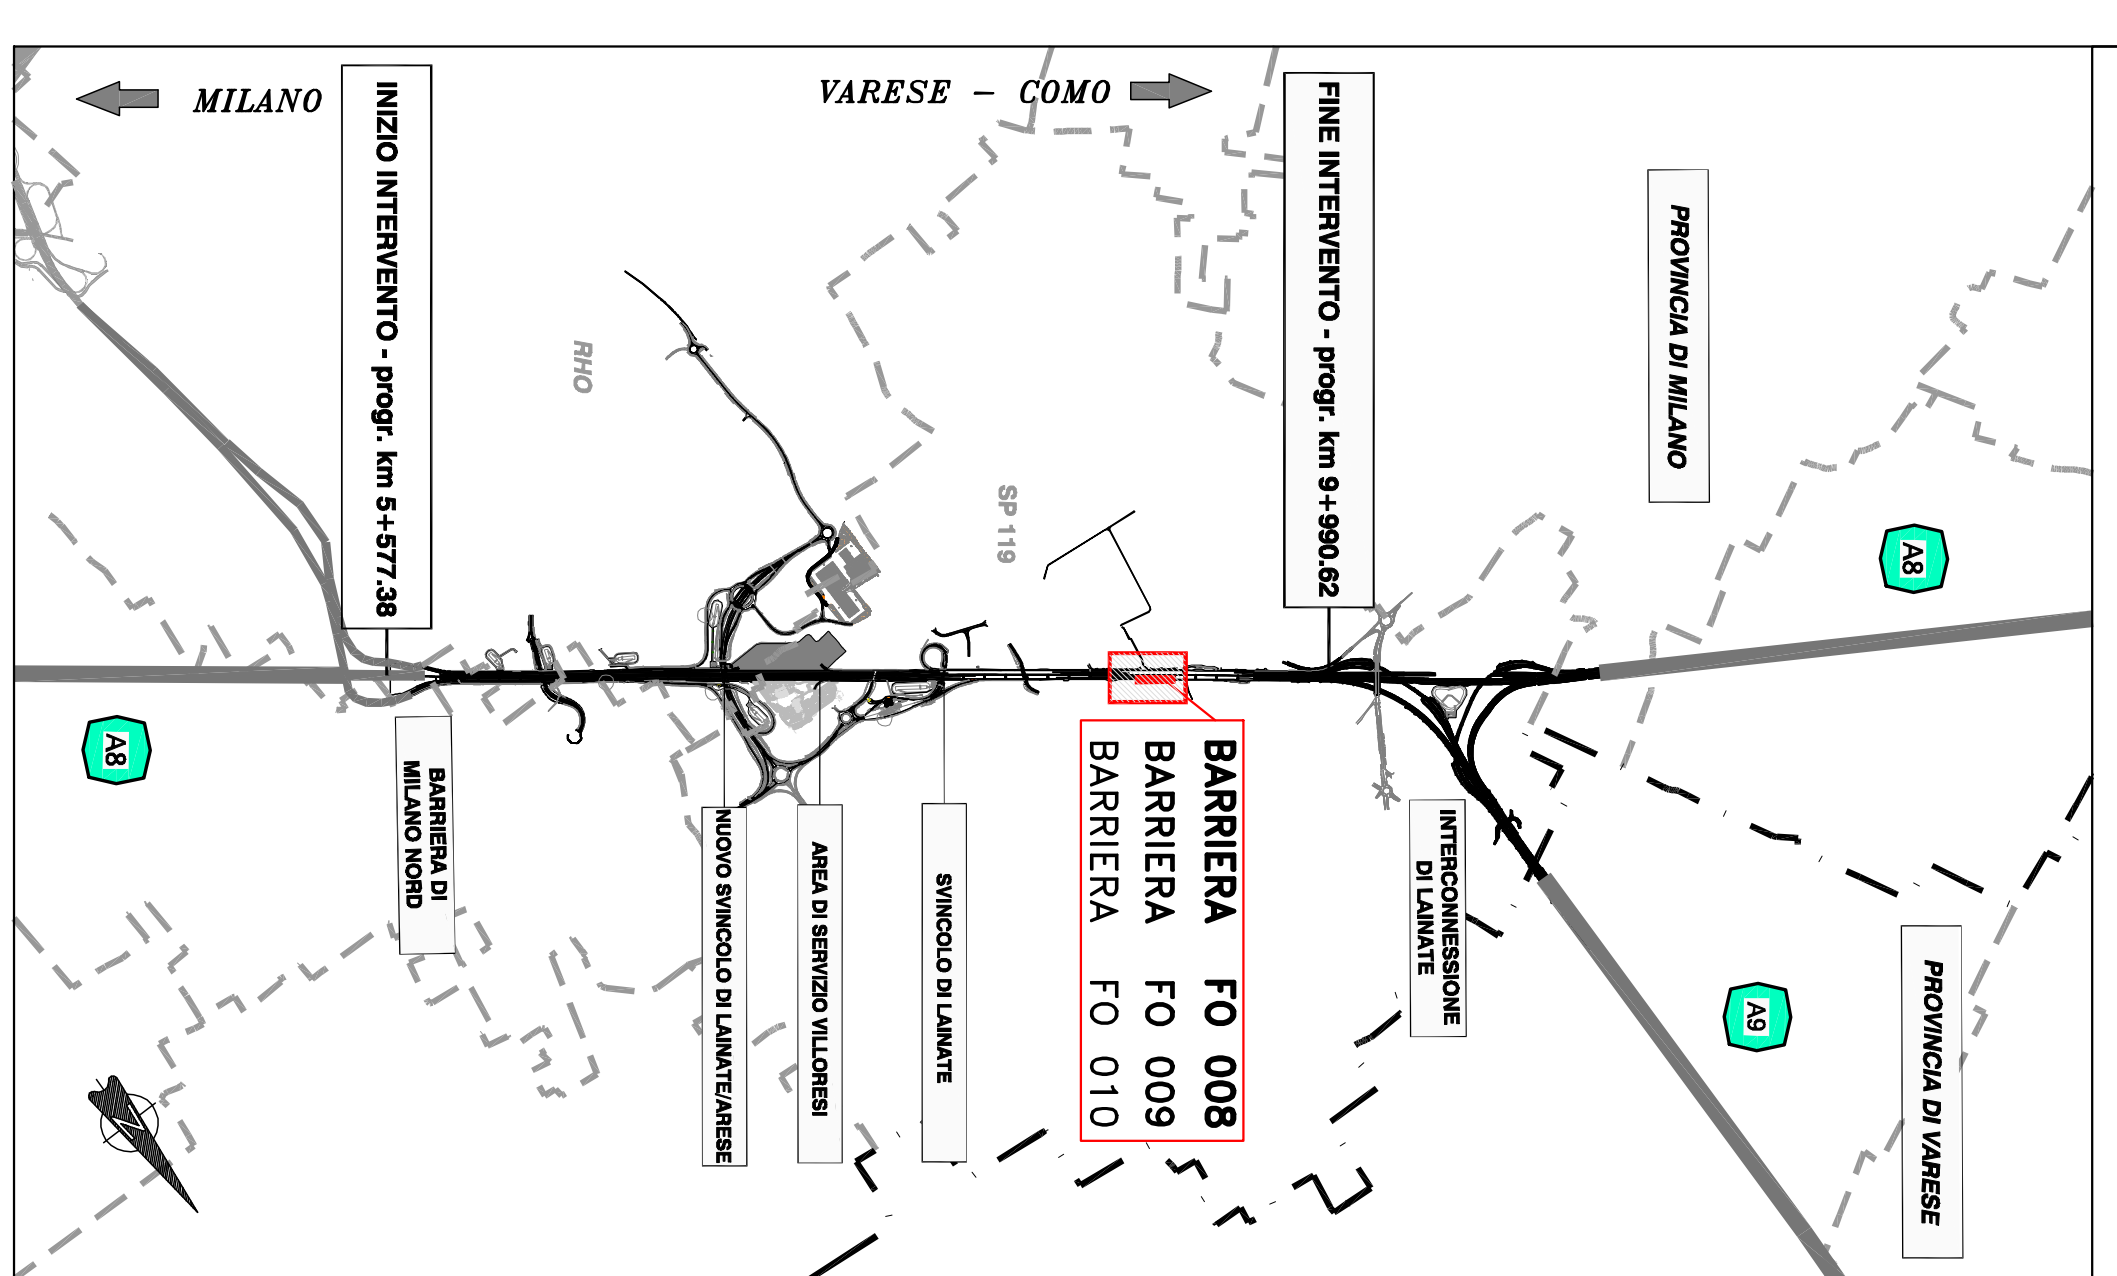 MILANO
VARESE - COMO
INIZIO INTERVENTO - progr. km 5+577.38
FINE INTERVENTO - progr. km 9+990.62
PROVINCIA DI MILANO
RHO
SP 119
A8
A8
BARRIERA DI
MILANO NORD
NUOVO SVINCOLO DI LAINATE/ARESE
AREA DI SERVIZIO VILLORESI
SVINCOLO DI LAINATE
BARRIERA FO 008
BARRIERA FO 009
BARRIERA FO 010
INTERCONNESSIONE
DI LAINATE
A9
PROVINCIA DI VARESE
N